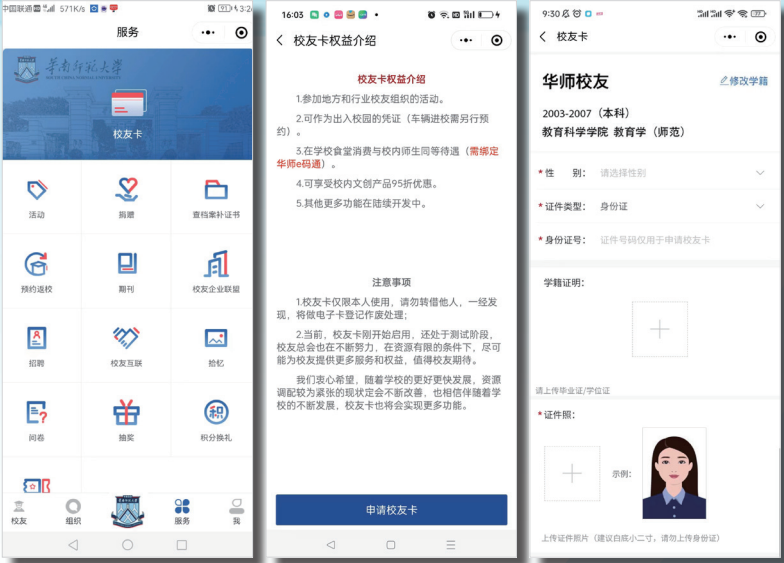 中国联通 571K/s 91 3:2
服务
华南师范大学
校友卡
活动
捐赠
查档案补证书
预约返校
期刊
校友企业联盟
招聘
校友互联
拾忆
问卷
抽奖
积分换礼
校友
组织
服务
我
16:03
校友卡权益介绍
校友卡权益介绍
1.参加地方和行业校友组织的活动。
2.可作为出入校园的凭证（车辆进校需另行预
约）。
3.在学校食堂消费与校内师生同等待遇（需绑定
华师e码通）。
4.可享受校内文创产品95折优惠。
5.其他更多功能在陆续开发中。
注意事项
1.校友卡仅限本人使用，请勿转借他人，一经发
现，将做电子卡登记作废处理；
2.当前，校友卡刚开始启用，还处于测试阶段，
校友总会也在不断努力，在资源有限的条件下，尽可
能为校友提供更多服务和权益，值得校友期待。
我们衷心希望，随着学校的更好更快发展，资源
调配较为紧张的现状定会不断改善，也相信伴随着学
校的不断发展，校友卡也将会实现更多功能。
申请校友卡
9:30
校友卡
华师校友
修改学籍
2003-2007（本科）
教育科学学院 教育学（师范）
*性 别： 请选择性别
*证件类型： 身份证
*身份证号： 证件号码仅用于申请校友卡
学籍证明：
请上传毕业证/学位证
*证件照：
示例：
上传证件照片（建议白底小二寸，请勿上传身份证）